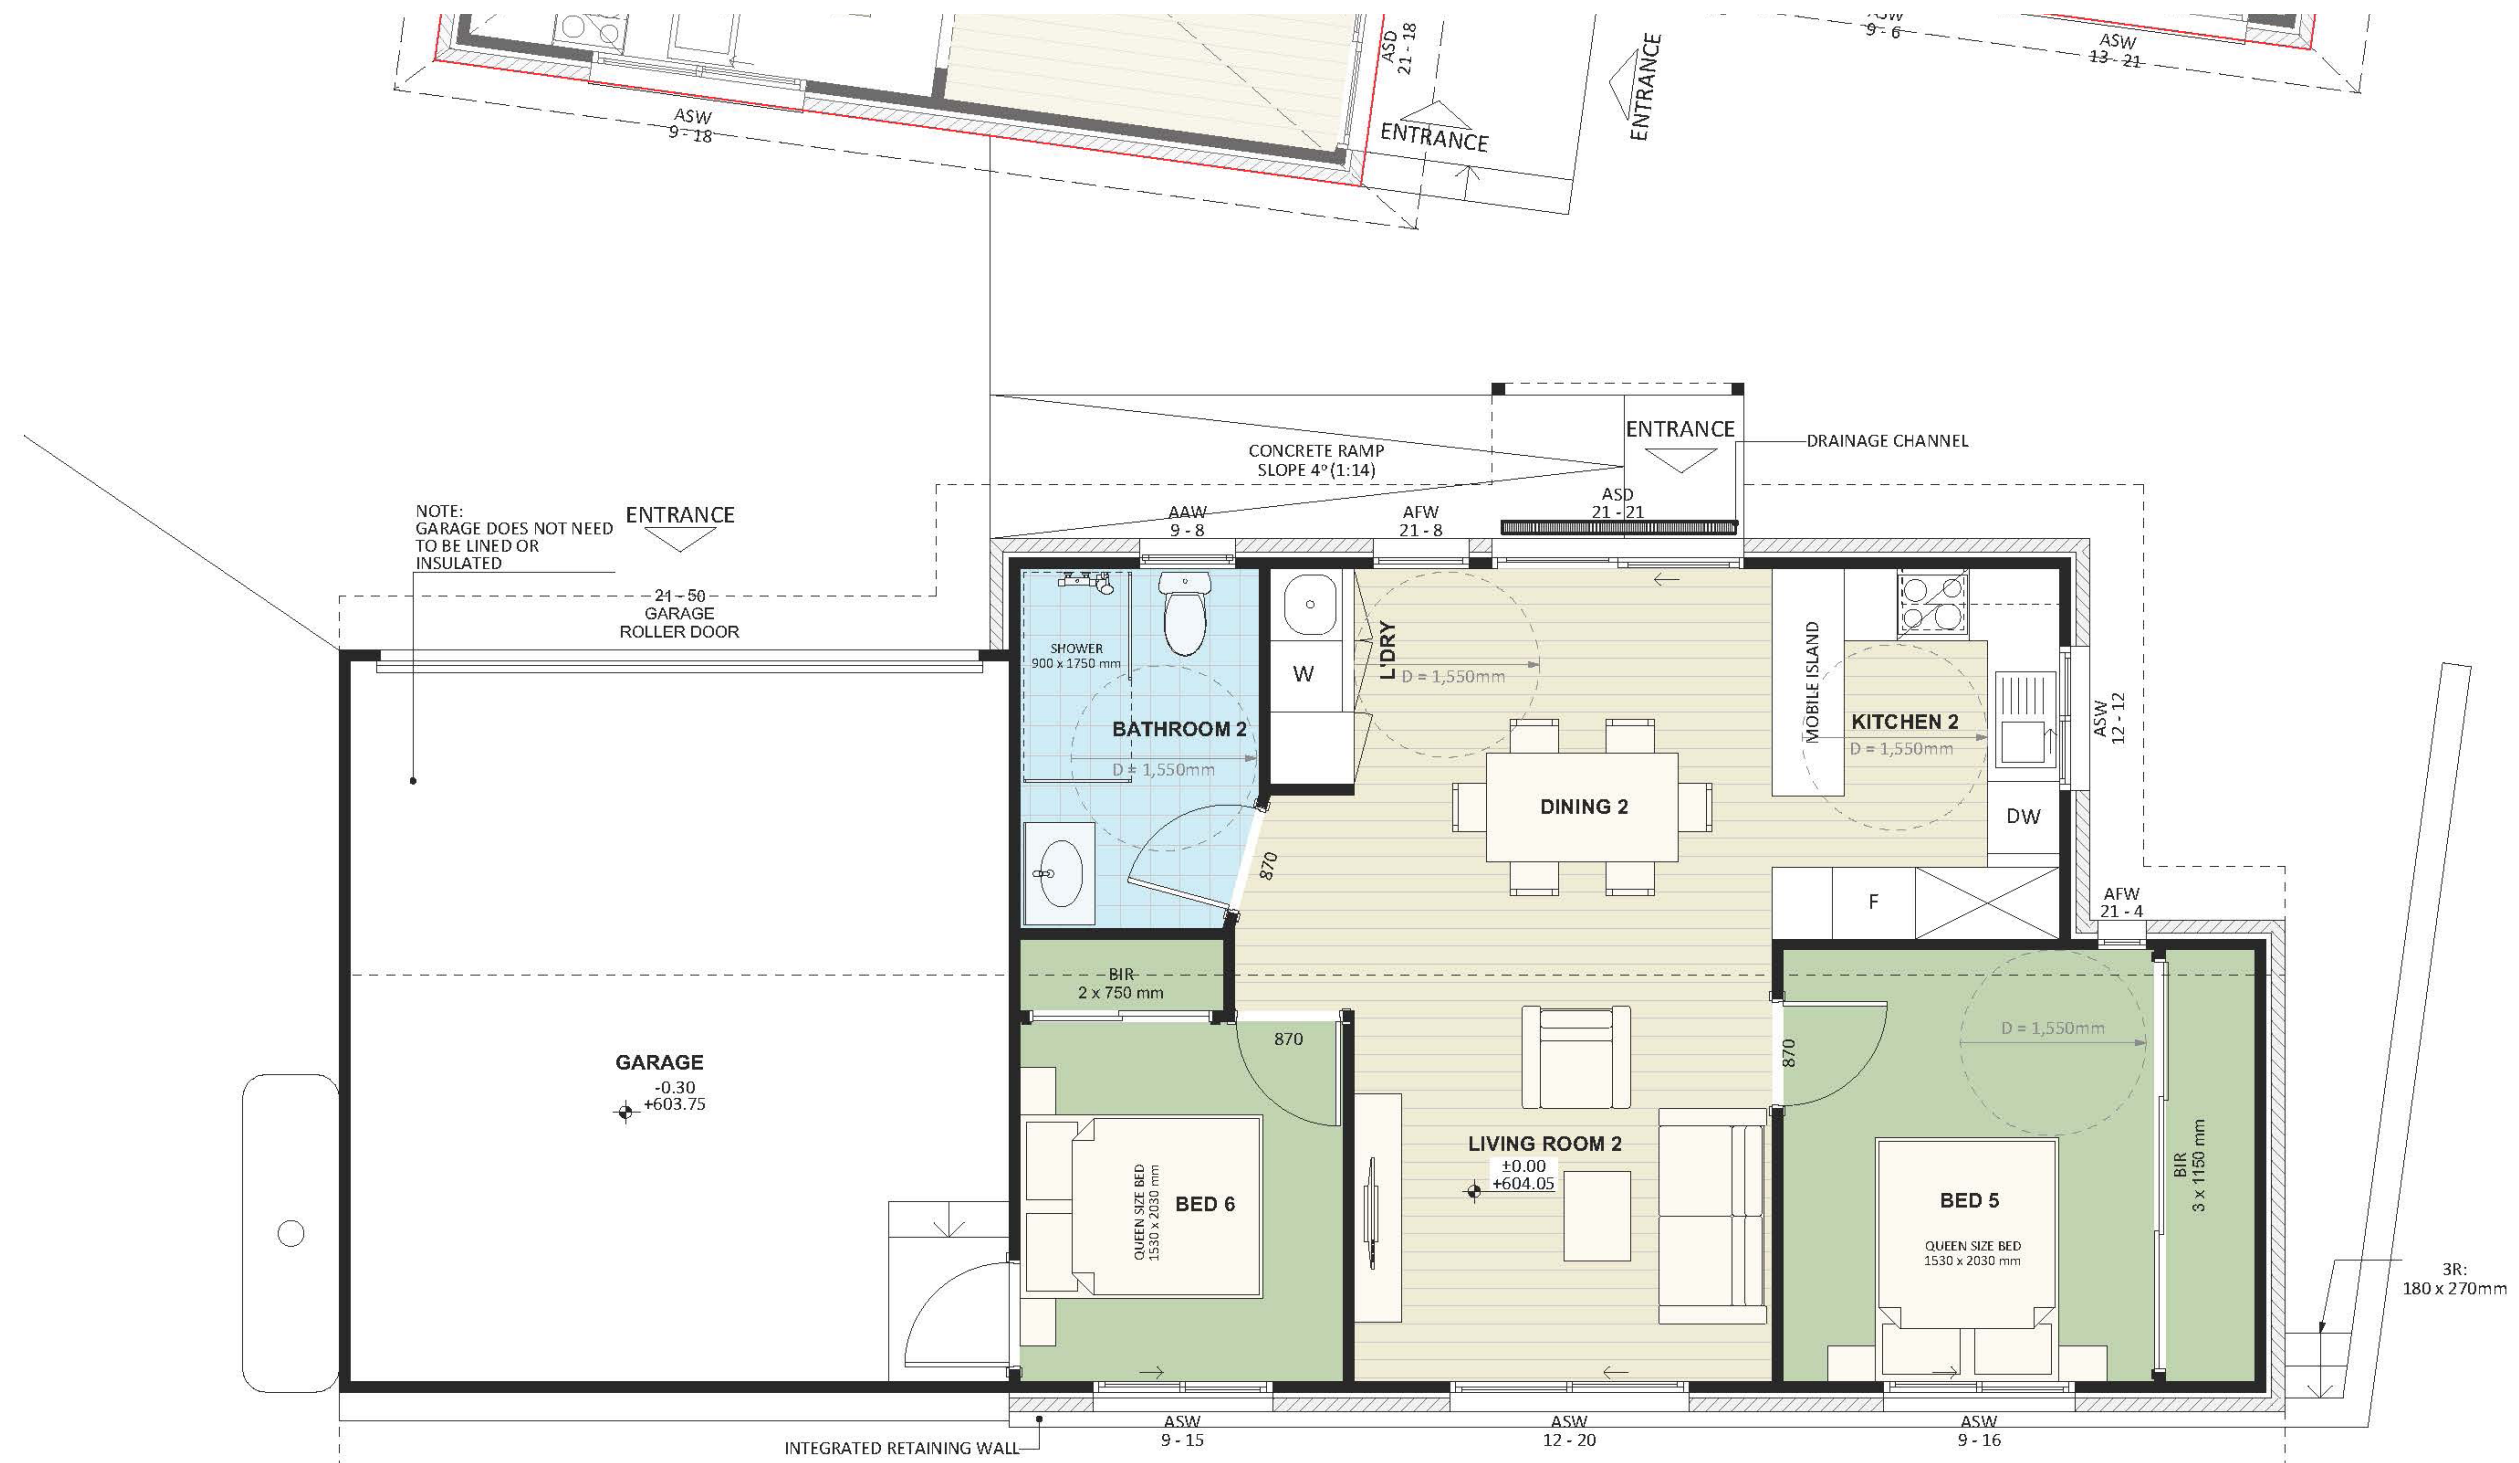 ASW
9 - 18
ASD
21 - 18
ENTRANCE
ENTRANCE
ASW
9 - 6
ASW
13 - 21
ENTRANCE
DRAINAGE CHANNEL
CONCRETE RAMP
SLOPE 4º (1:14)
NOTE:
GARAGE DOES NOT NEED
TO BE LINED OR
INSULATED
ENTRANCE
AAW
9 - 8
AFW
21 - 8
ASD
21 - 21
21 - 50
GARAGE
ROLLER DOOR
SHOWER
900 x 1750 mm
BATHROOM 2
D = 1,550mm
W
L'DRY
D = 1,550mm
MOBILE ISLAND
KITCHEN 2
D = 1,550mm
ASW
12 - 12
DINING 2
DW
870
F
AFW
21 - 4
BIR
2 x 750 mm
870
870
D = 1,550mm
GARAGE
-0.30
+603.75
LIVING ROOM 2
±0.00
+604.05
BED 6
QUEEN SIZE BED
1530 x 2030 mm
BED 5
QUEEN SIZE BED
1530 x 2030 mm
BIR
3 x 1150 mm
3R:
180 x 270mm
ASW
9 - 15
ASW
12 - 20
ASW
9 - 16
INTEGRATED RETAINING WALL